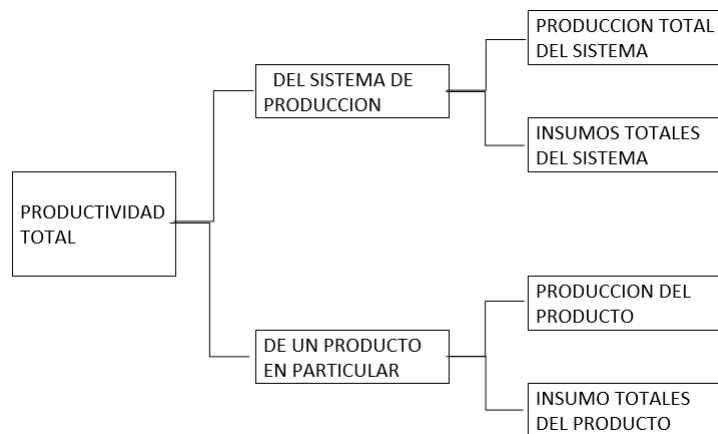 PRODUCCION TOTAL
DEL SISTEMA
DEL SISTEMA DE
PRODUCCION
INSUMOS TOTALES
DEL SISTEMA
PRODUCTIVIDAD
TOTAL
PRODUCCION DEL
PRODUCTO
DE UN PRODUCTO
EN PARTICULAR
INSUMO TOTALES
DEL PRODUCTO